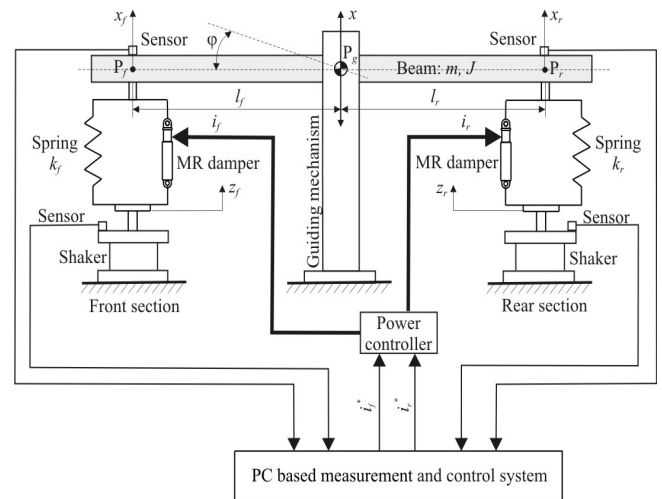 x_f
Sensor
φ
x
x_r
Sensor
P_f
P_g
P_r
Beam: m, J
l_f
l_r
i_f
i_r
Spring
k_f
MR damper
Guiding mechanism
MR damper
Spring
k_r
z_f
z_r
Sensor
Sensor
Shaker
Shaker
Front section
Rear section
Power
controller
i_f^*
i_r^*
PC based measurement and control system